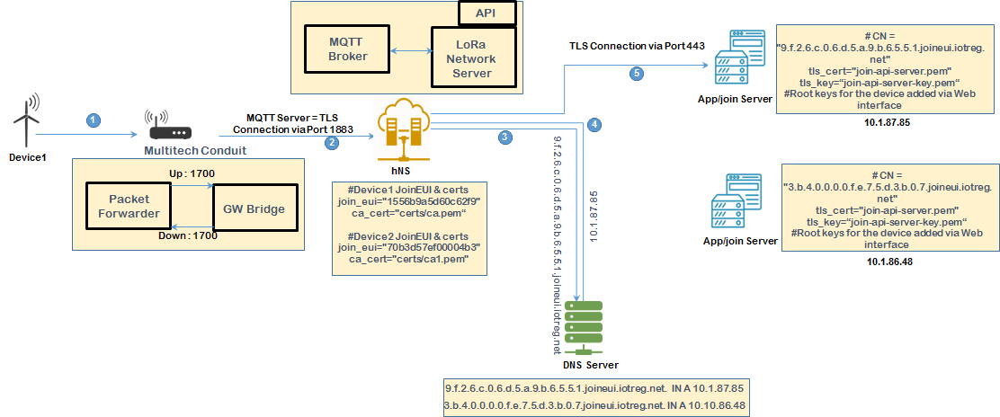 API
MQTT
Broker
LoRa
Network
Server
TLS Connection via Port 443
5
App/join Server
# CN =
"9.f.2.6.c.0.6.d.5.a.9.b.6.5.5.1.joineui.iotreg.
net"
tls_cert="join-api-server.pem"
tls_key=“join-api-server-key.pem“
#Root keys for the device added via Web
interface
10.1.87.85
Device1
1
Multitech Conduit
MQTT Server = TLS
Connection via Port 1883
2
hNS
3
4
Up : 1700
Packet
Forwarder
GW Bridge
Down : 1700
#Device1 JoinEUI & certs
join_eui="1556b9a5d60c62f9"
ca_cert="certs/ca.pem“
#Device2 JoinEUI & certs
join_eui="70b3d57ef00004b3"
ca_cert="certs/ca1.pem"
9.f.2.6.c.0.6.d.5.a.9.b.6.5.5.1.joineui.iotreg.net
10.1.87.85
App/join Server
# CN =
"3.b.4.0.0.0.0.f.e.7.5.d.3.b.0.7.joineui.iotreg.
net"
tls_cert="join-api-server.pem"
tls_key=“join-api-server-key.pem“
#Root keys for the device added via Web
interface
10.1.86.48
DNS Server
9.f.2.6.c.0.6.d.5.a.9.b.6.5.5.1.joineui.iotreg.net. IN A 10.1.87.85
3.b.4.0.0.0.0.f.e.7.5.d.3.b.0.7.joineui.iotreg.net. IN A 10.10.86.48